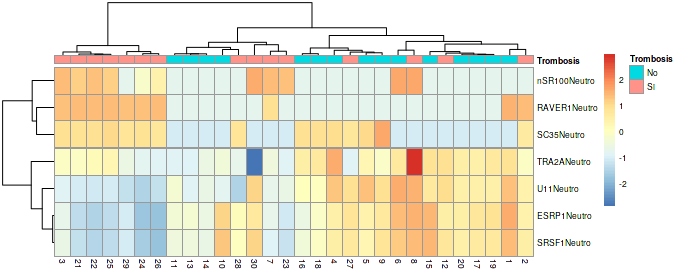 Trombosis
nSR100Neutro
RAVER1Neutro
SC35Neutro
TRA2ANeutro
U11Neutro
ESRP1Neutro
SRSF1Neutro
3 21 22 25 29 24 26 11 13 14 10 28 30 7 23 16 18 4 27 5 9 6 8 15 12 20 17 19 1 2
2
1
0
-1
-2
Trombosis
No
SI